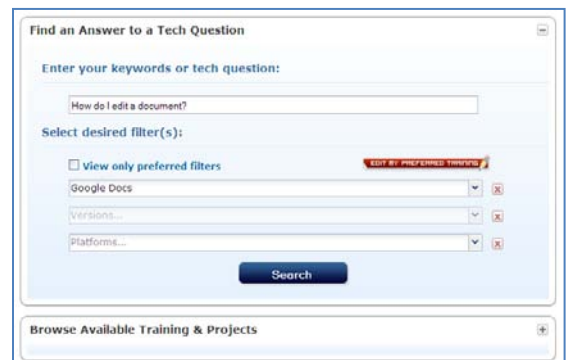 Find an Answer to a Tech Question
Enter your keywords or tech question:
How do I edit a document?
Select desired filter(s):
View only preferred filters
EDIT MY PREFERRED TRAINING
Google Docs
Versions...
Platforms...
Search
Browse Available Training & Projects